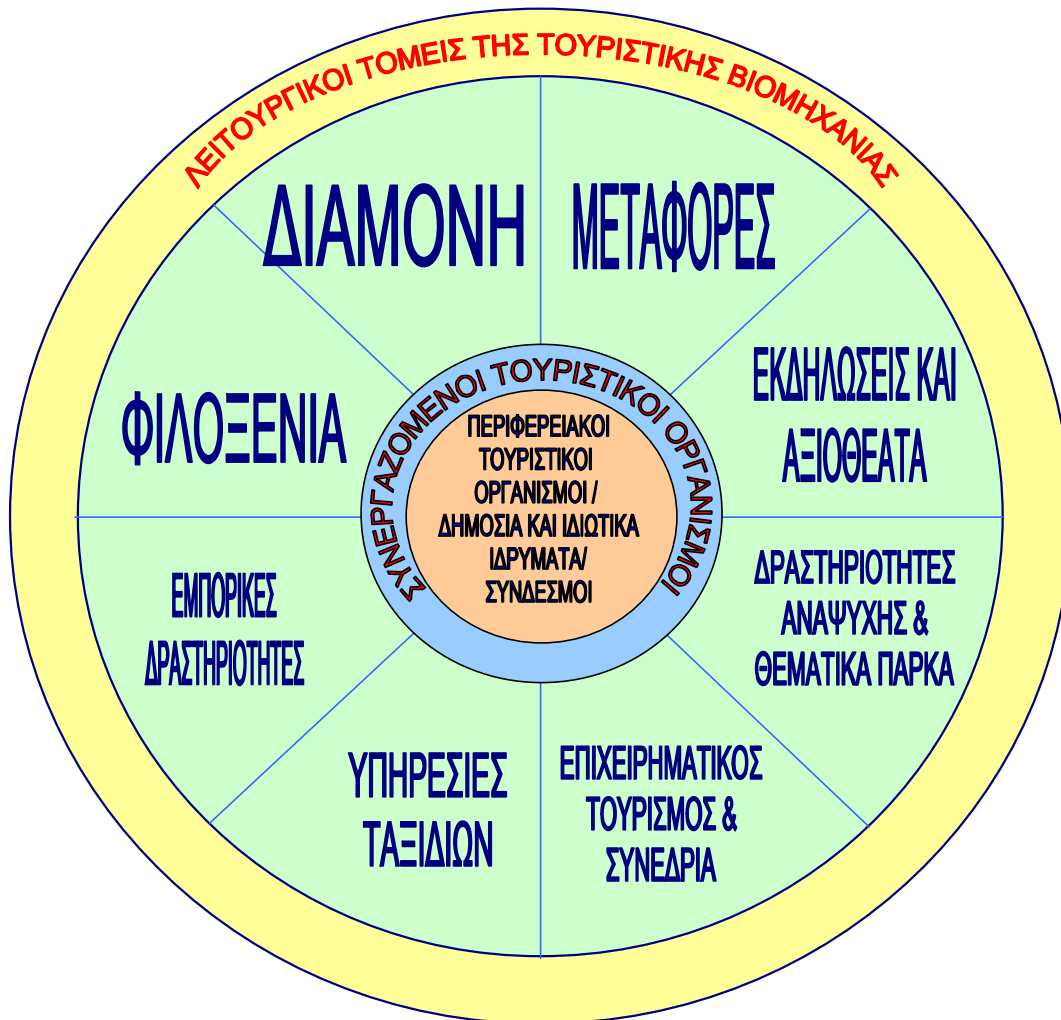 ΛΕΙΤΟΥΡΓΙΚΟΙ ΤΟΜΕΙΣ ΤΗΣ ΤΟΥΡΙΣΤΙΚΗΣ ΒΙΟΜΗΧΑΝΙΑΣ
ΔΙΑΜΟΝΗ
ΜΕΤΑΦΟΡΕΣ
ΕΚΔΗΛΩΣΕΙΣ ΚΑΙ
ΑΞΙΟΘΕΑΤΑ
ΔΡΑΣΤΗΡΙΟΤΗΤΕΣ
ΑΝΑΨΥΧΗΣ &
ΘΕΜΑΤΙΚΑ ΠΑΡΚΑ
ΕΠΙΧΕΙΡΗΜΑΤΙΚΟΣ
ΤΟΥΡΙΣΜΟΣ &
ΣΥΝΕΔΡΙΑ
ΥΠΗΡΕΣΙΕΣ
ΤΑΞΙΔΙΩΝ
ΕΜΠΟΡΙΚΕΣ
ΔΡΑΣΤΗΡΙΟΤΗΤΕΣ
ΦΙΛΟΞΕΝΙΑ
ΣΥΝΕΡΓΑΖΟΜΕΝΟΙ ΤΟΥΡΙΣΤΙΚΟΙ ΟΡΓΑΝΙΣΜΟΙ
ΠΕΡΙΦΕΡΕΙΑΚΟΙ
ΤΟΥΡΙΣΤΙΚΟΙ
ΟΡΓΑΝΙΣΜΟΙ /
ΔΗΜΟΣΙΑ ΚΑΙ ΙΔΙΩΤΙΚΑ
ΙΔΡΥΜΑΤΑ/
ΣΥΝΔΕΣΜΟΙ